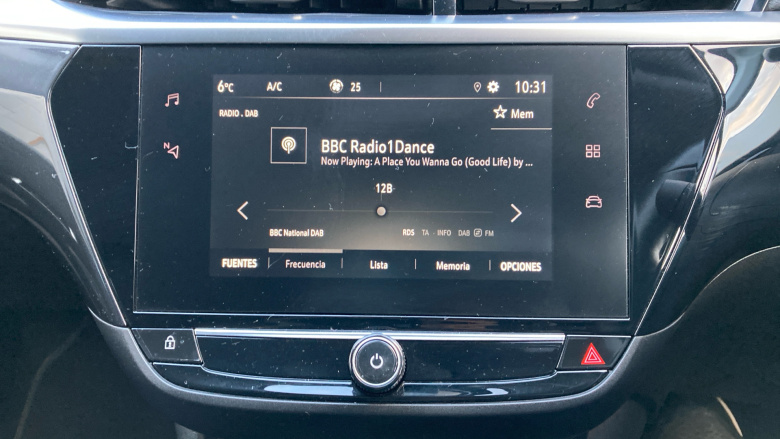 6°C A/C 25 10:31
RADIO . DAB Mem
BBC Radio1Dance
Now Playing: A Place You Wanna Go (Good Life) by ...
N
12B
BBC National DAB RDS TA INFO DAB FM
FUENTES Frecuencia Lista Memoria OPCIONES